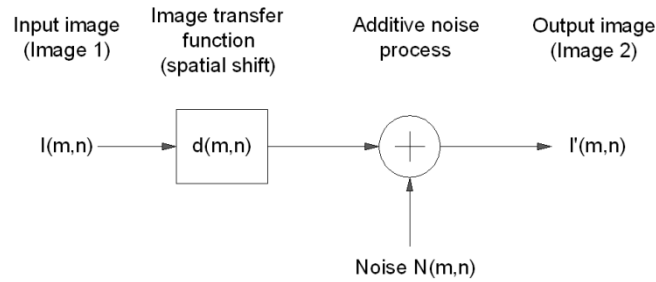 Input image
(Image 1)
Image transfer
function
(spatial shift)
Additive noise
process
Output image
(Image 2)
I(m,n)
d(m,n)
I'(m,n)
Noise N(m,n)